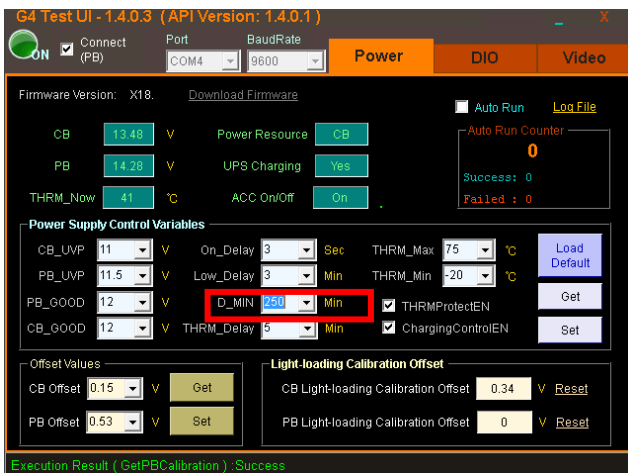 G4 Test UI - 1.4.0.3 ( API Version: 1.4.0.1 )
_ X
ON Connect (PB)
Port BaudRate
COM4 9600
Power DIO Video
Firmware Version: X18. Download Firmware
Auto Run Log File
CB 13.48 V Power Resource CB
Auto Run Counter
0
PB 14.28 V UPS Charging Yes
Success: 0
THRM_Now 41 ℃ ACC On/Off On .
Failed : 0
Power Supply Control Variables
CB_UVP 11 V On_Delay 3 Sec THRM_Max 75 ℃ Load Default
PB_UVP 11.5 V Low_Delay 3 Min THRM_Min -20 ℃
PB_GOOD 12 V D_MIN 250 Min THRMProtectEN Get
CB_GOOD 12 V THRM_Delay 5 Min ChargingControlEN Set
Offset Values
Light-loading Calibration Offset
CB Offset 0.15 V Get CB Light-loading Calibration Offset 0.34 V Reset
PB Offset 0.53 V Set PB Light-loading Calibration Offset 0 V Reset
Execution Result ( GetPBCalibration ) :Success